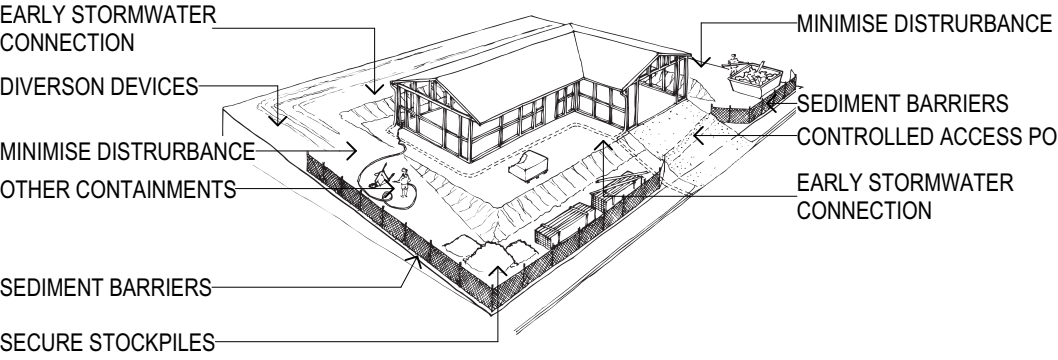 EARLY STORMWATER
CONNECTION
DIVERSON DEVICES
MINIMISE DISTRURBANCE
OTHER CONTAINMENTS
SEDIMENT BARRIERS
SECURE STOCKPILES
MINIMISE DISTRURBANCE
SEDIMENT BARRIERS
CONTROLLED ACCESS PO
EARLY STORMWATER
CONNECTION